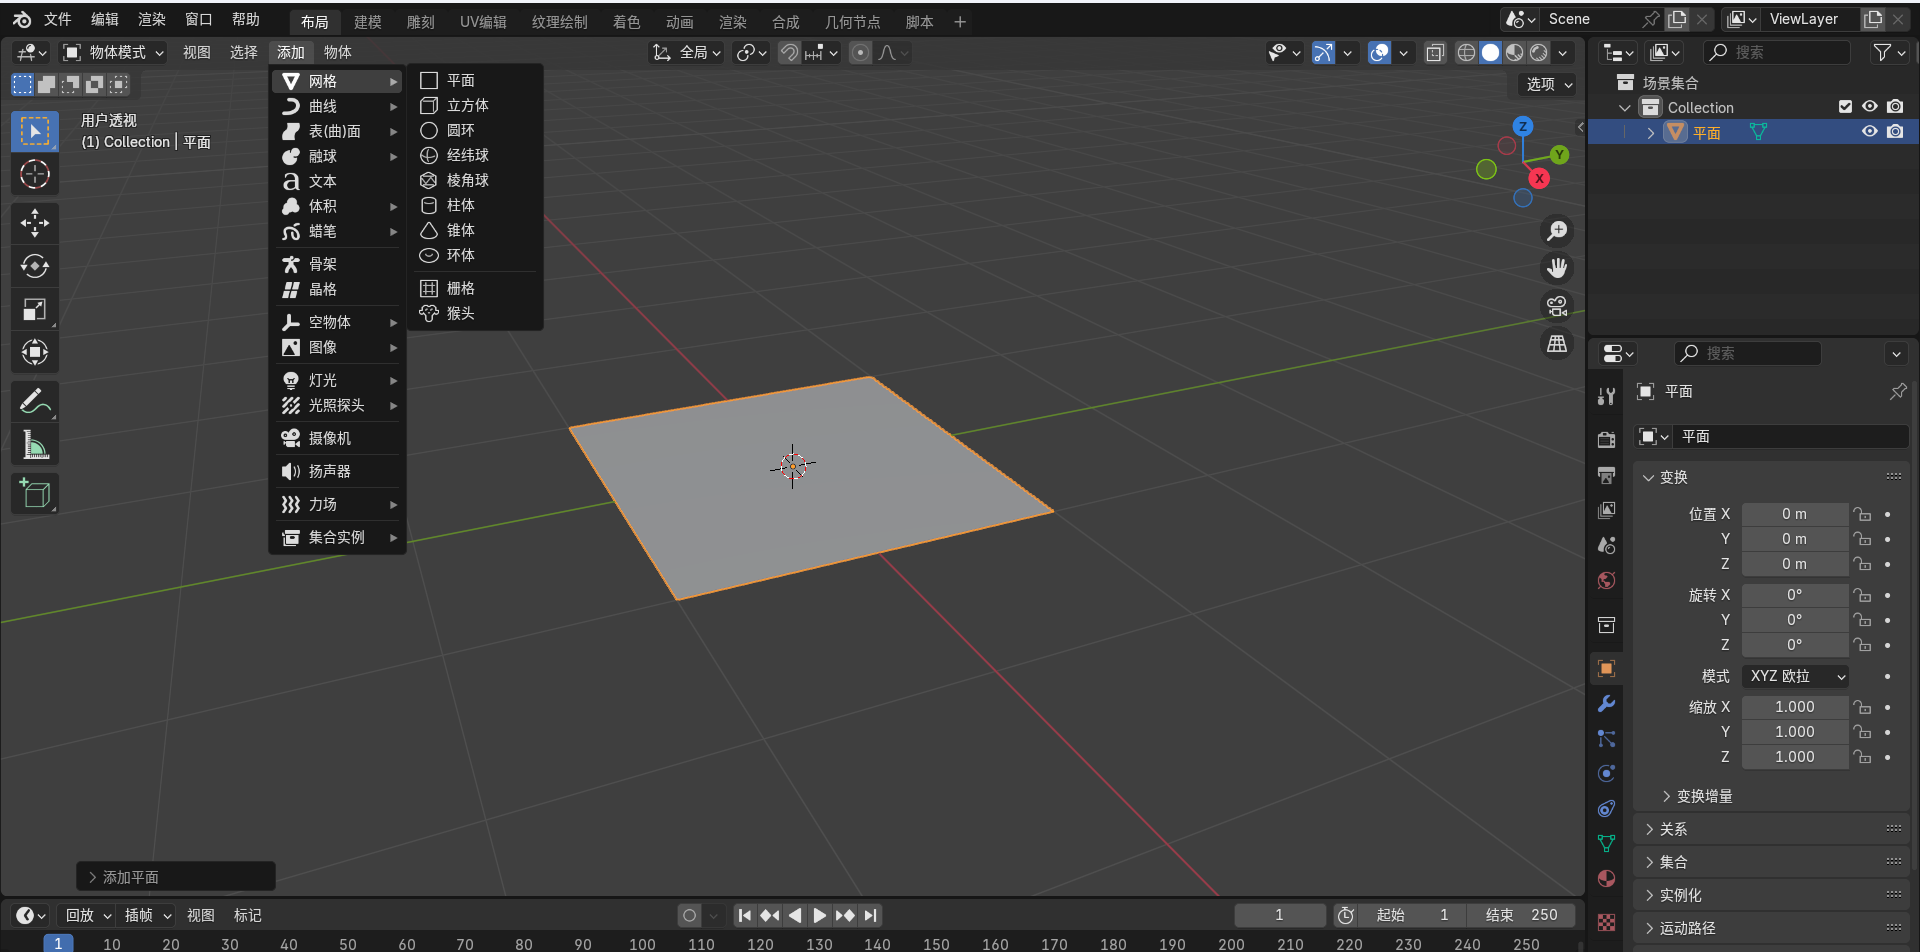 文件 编辑 渲染 窗口 帮助 布局 建模 雕刻 UV编辑 纹理绘制 着色 动画 渲染 合成 几何节点 脚本 + Scene ViewLayer
物体模式 视图 选择 添加 物体 全局 搜索
选项
用户透视
(1) Collection | 平面
网格
曲线
表(曲)面
融球
文本
体积
蜡笔
骨架
晶格
空物体
图像
灯光
光照探头
摄像机
扬声器
力场
集合实例
平面
立方体
圆环
经纬球
棱角球
柱体
锥体
环体
栅格
猴头
Z
Y
X
场景集合
Collection
平面
搜索
平面
平面
变换
位置 X 0 m
Y 0 m
Z 0 m
旋转 X 0°
Y 0°
Z 0°
模式 XYZ 欧拉
缩放 X 1.000
Y 1.000
Z 1.000
变换增量
关系
集合
实例化
运动路径
添加平面
回放 插帧 视图 标记 1 起始 1 结束 250
1 10 20 30 40 50 60 70 80 90 100 110 120 130 140 150 160 170 180 190 200 210 220 230 240 250